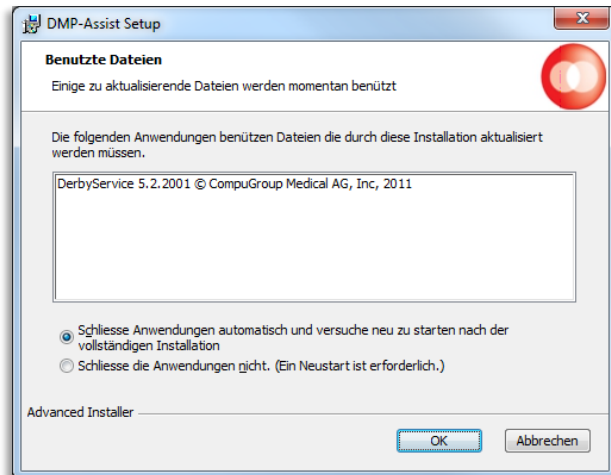 DMP-Assist Setup
Benutzte Dateien
Einige zu aktualisierende Dateien werden momentan benützt
Die folgenden Anwendungen benützen Dateien die durch diese Installation aktualisiert
werden müssen.
DerbyService 5.2.2001 © CompuGroup Medical AG, Inc, 2011
Schliesse Anwendungen automatisch und versuche neu zu starten nach der
vollständigen Installation
Schliesse die Anwendungen nicht. (Ein Neustart ist erforderlich.)
Advanced Installer
OK
Abbrechen